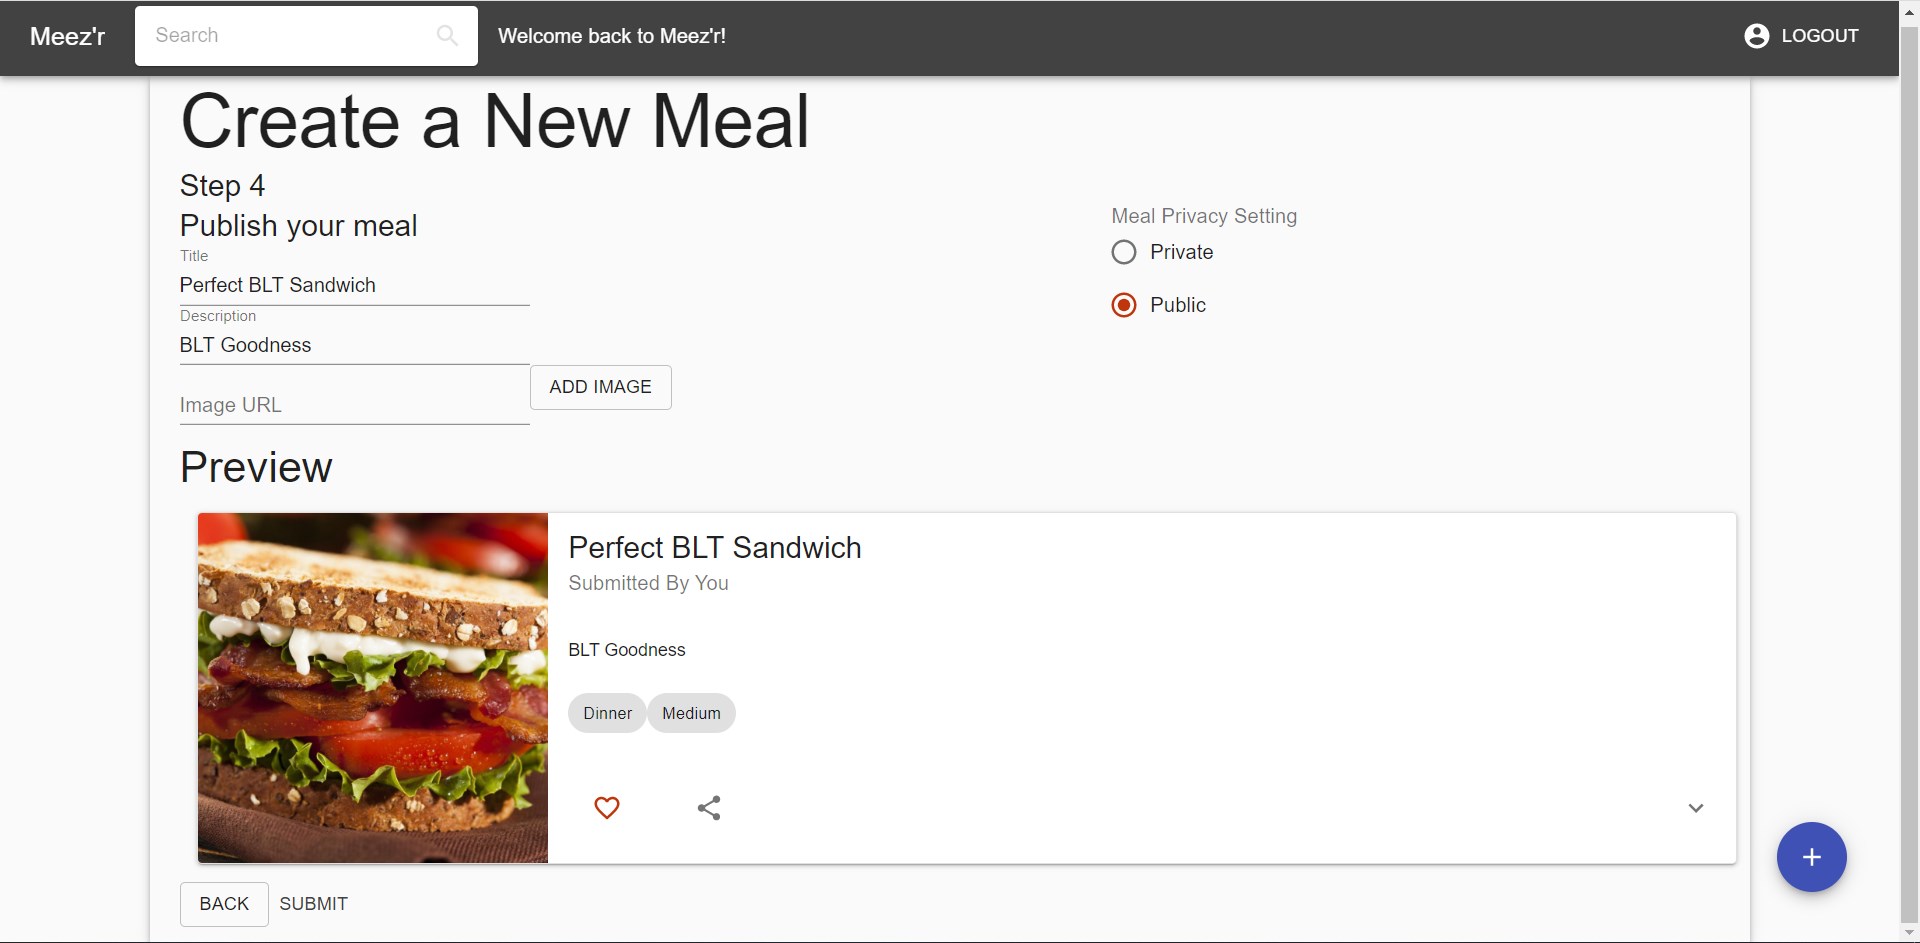 Meez'r
Search
Welcome back to Meez'r!
LOGOUT
Create a New Meal
Step 4
Publish your meal
Title
Perfect BLT Sandwich
Description
BLT Goodness
Image URL
ADD IMAGE
Meal Privacy Setting
Private
Public
Preview
Perfect BLT Sandwich
Submitted By You
BLT Goodness
Dinner
Medium
BACK
SUBMIT